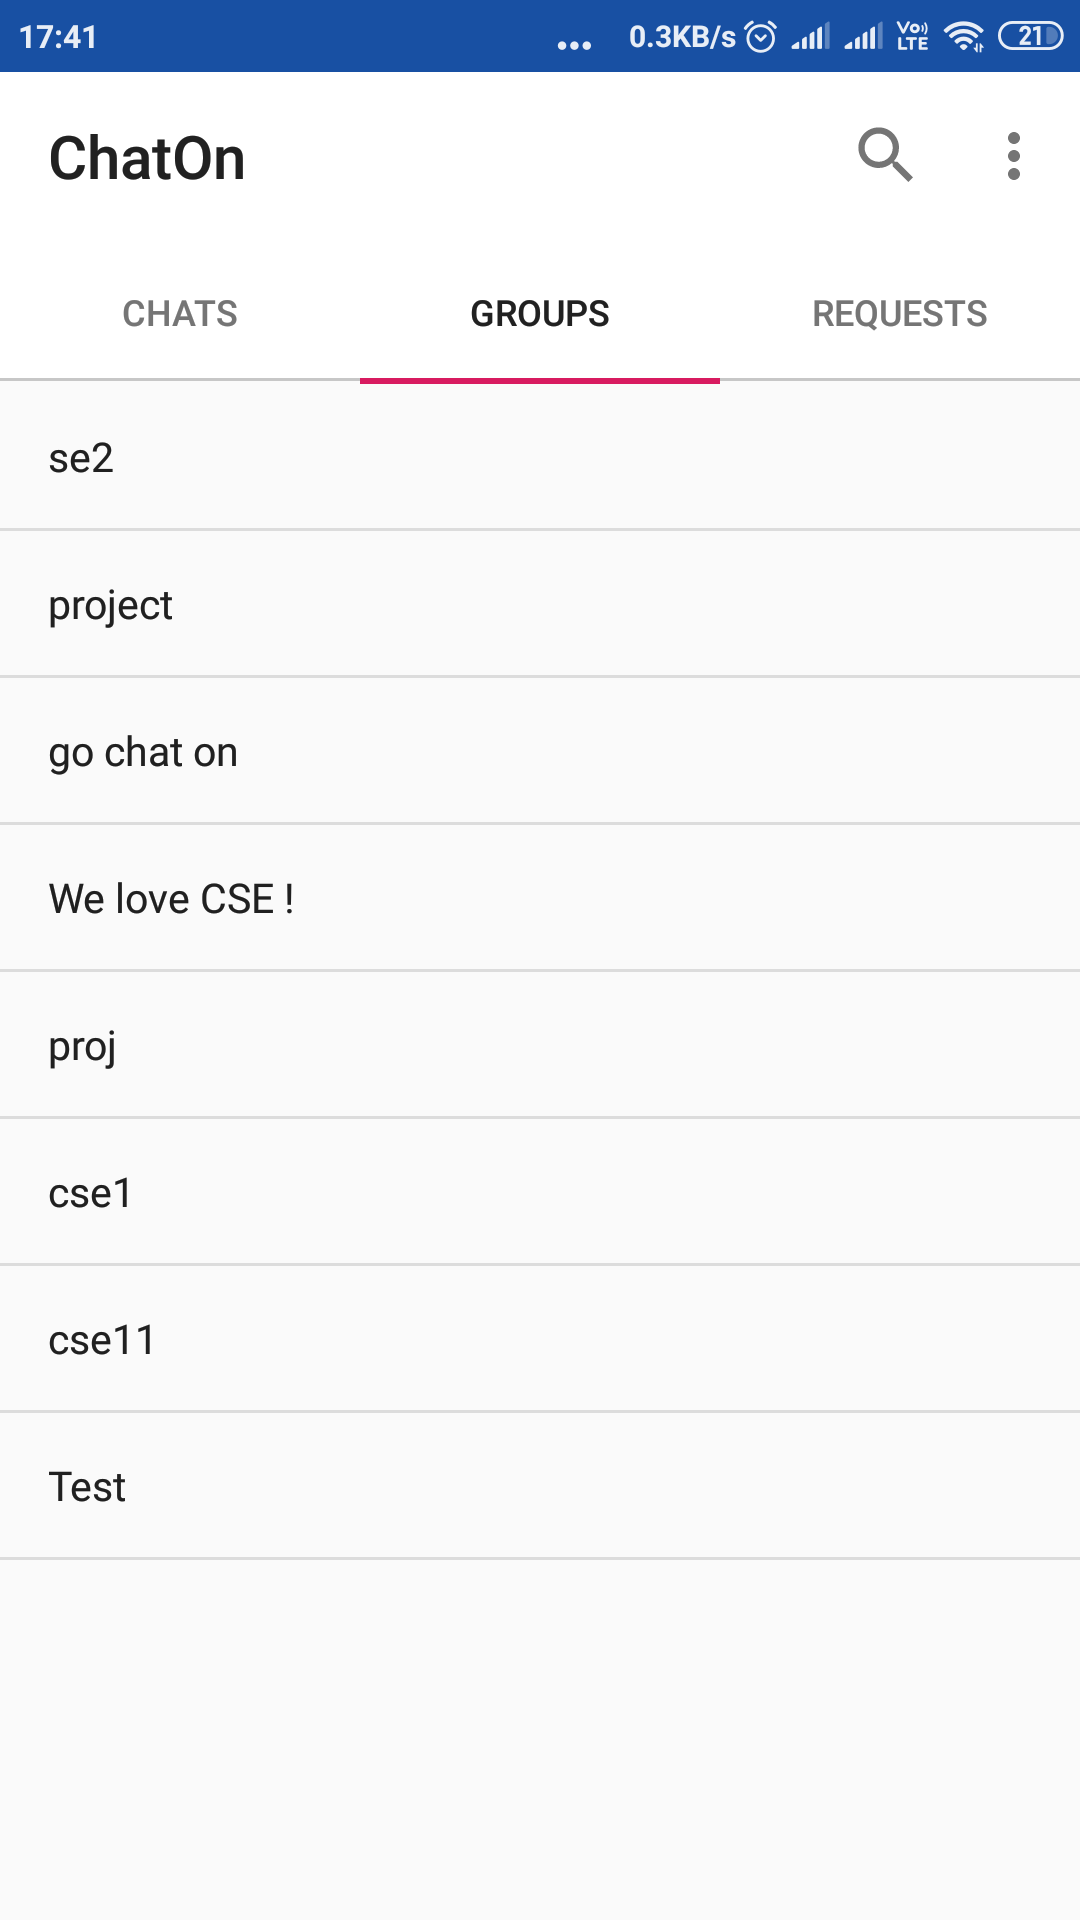 17:41 ... 0.3KB/s Vo LTE 21
ChatOn
CHATS GROUPS REQUESTS
se2
project
go chat on
We love CSE !
proj
cse1
cse11
Test